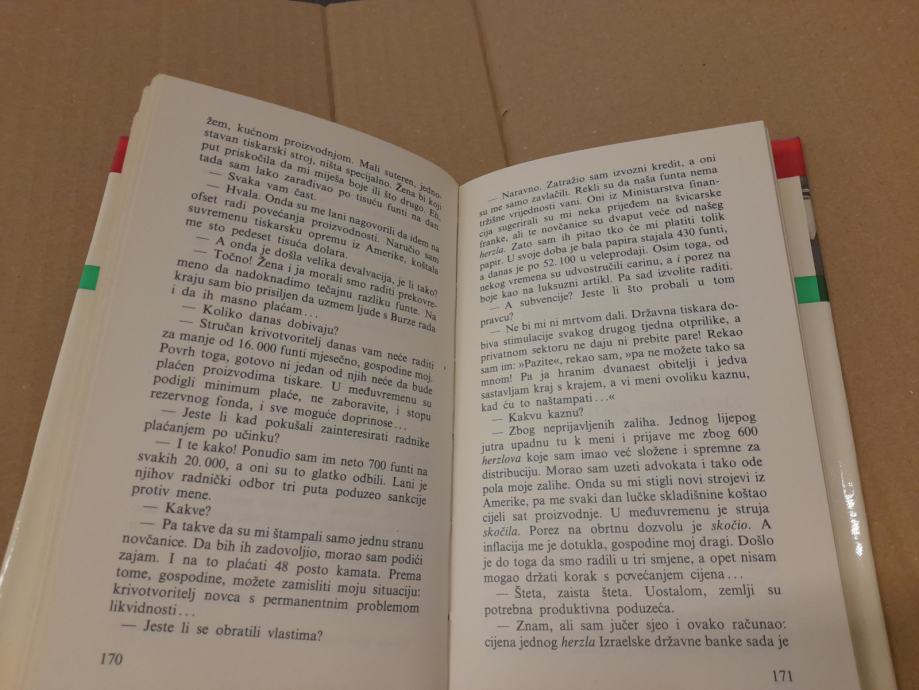 žem, kućnom proizvodnjom. Mali suteren, jedno-
stavan tiskarski stroj, ništa specijalno. Žena bi koji
put priskočila da mi miješa boje ili što drugo. Eh,
tada sam lako zarađivao po tisuću funti na dan.
— Svaka vam čast.
— Hvala. Onda su me lani nagovorili da idem na
ofset radi povećanja proizvodnosti. Naručio sam
suvremenu tiskarsku opremu iz Amerike, koštala
me sto pedeset tisuća dolara.
— A onda je došla velika devalvacija, je li tako?
— Točno! Žena i ja morali smo raditi prekovre-
meno da nadoknadimo tečajnu razliku funte. Na
kraju sam bio prisiljen da uzmem ljude s Burze rada
i da ih masno plaćam...
— Koliko danas dobivaju?
— Stručan krivotvoritelj danas vam neće raditi
za manje od 16.000 funti mjesečno, gospodine moj.
Povrh toga, gotovo ni jedan od njih neće da bude
plaćen proizvodima tiskare. U međuvremenu su
podigli minimum plaće, ne zaboravite, i stopu
rezervnog fonda, i sve moguće doprinose...
— Jeste li kad pokušali zainteresirati radnike
plaćanjem po učinku?
— I te kako! Ponudio sam im neto 700 funti na
svakih 20.000, a oni su to glatko odbili. Lani je
njihov radnički odbor tri puta poduzeo sankcije
protiv mene.
— Kakve?
— Pa takve da su mi štampali samo jednu stranu
novčanice. Da bih ih zadovoljio, morao sam podići
zajam. I na to plaćati 48 posto kamata. Prema
tome, gospodine, možete zamisliti moju situaciju:
krivotvoritelj novca s permanentnim problemom
likvidnosti...
— Jeste li se obratili vlastima?
170
— Naravno. Zatražio sam izvozni kredit, a oni
su me samo zavlačili. Rekli su da naša funta nema
tržišne vrijednosti vani. Oni iz Ministarstva finan-
cija sugerirali su mi neka prijeđem na švicarske
franke, ali te novčanice su dvaput veće od našeg
herzla. Zato sam ih pitao tko će mi platiti tolik
papir. U svoje doba je bala papira stajala 430 funti,
a danas je po 52.100 u veleprodaji. Osim toga, od
nekog vremena su udvostručili carinu, a i porez na
boje kao na luksuzni artikl. Pa sad izvolite raditi.
— A subvencije? Jeste li što probali u tom
pravcu?
— Ne bi mi ni mrtvom dali. Državna tiskara do-
biva stimulacije svakog drugog tjedna otprilike, a
privatnom sektoru ne daju ni prebite pare! Rekao
sam im: »Pazite«, rekao sam, »pa ne možete tako sa
mnom! Pa ja hranim dvanaest obitelji i jedva
sastavljam kraj s krajem, a vi meni ovoliku kaznu,
kad ću to naštampati...«
— Kakvu kaznu?
— Zbog neprijavljenih zaliha. Jednog lijepog
jutra upadnu tu k meni i prijave me zbog 600
herzlova koje sam imao već složene i spremne za
distribuciju. Morao sam uzeti advokata i tako ode
pola moje zalihe. Onda su mi stigli novi strojevi iz
Amerike, pa me svaki dan lučke skladišnine koštao
cijeli sat proizvodnje. U međuvremenu je struja
skočila. Porez na obrtnu dozvolu je skočio. A
inflacija me je dotukla, gospodine moj dragi. Došlo
je do toga da smo radili u tri smjene, a opet nisam
mogao držati korak s povećanjem cijena...
— Šteta, zaista šteta. Uostalom, zemlji su
potrebna produktivna poduzeća.
— Znam, ali sam jučer sjeo i ovako računao:
cijena jednog herzla Izraelske državne banke sada je
171